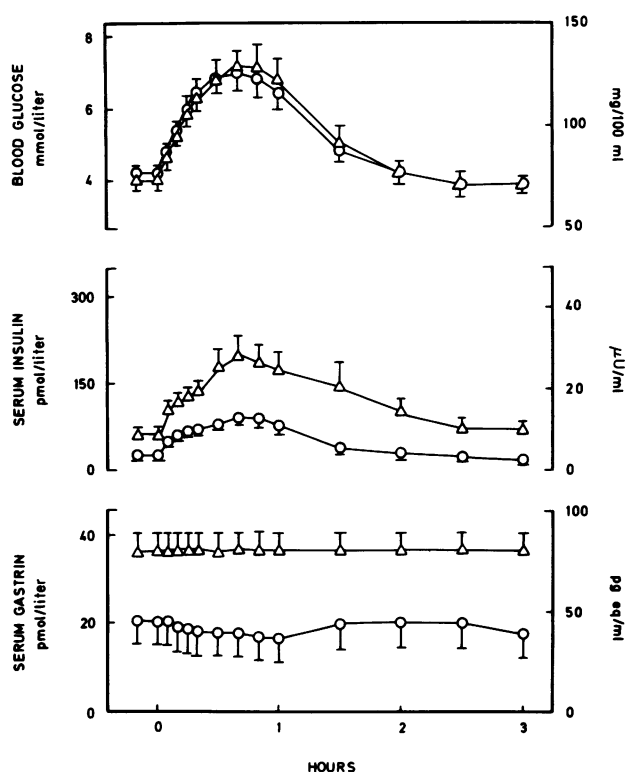 BLOOD GLUCOSE
mmol/liter
8
6
4
150
100
50
mg/100 ml
SERUM INSULIN
pmol/liter
300
150
0
40
20
0
μU/ml
SERUM GASTRIN
pmol/liter
40
20
0
100
50
0
pg eq/ml
0
1
2
3
HOURS